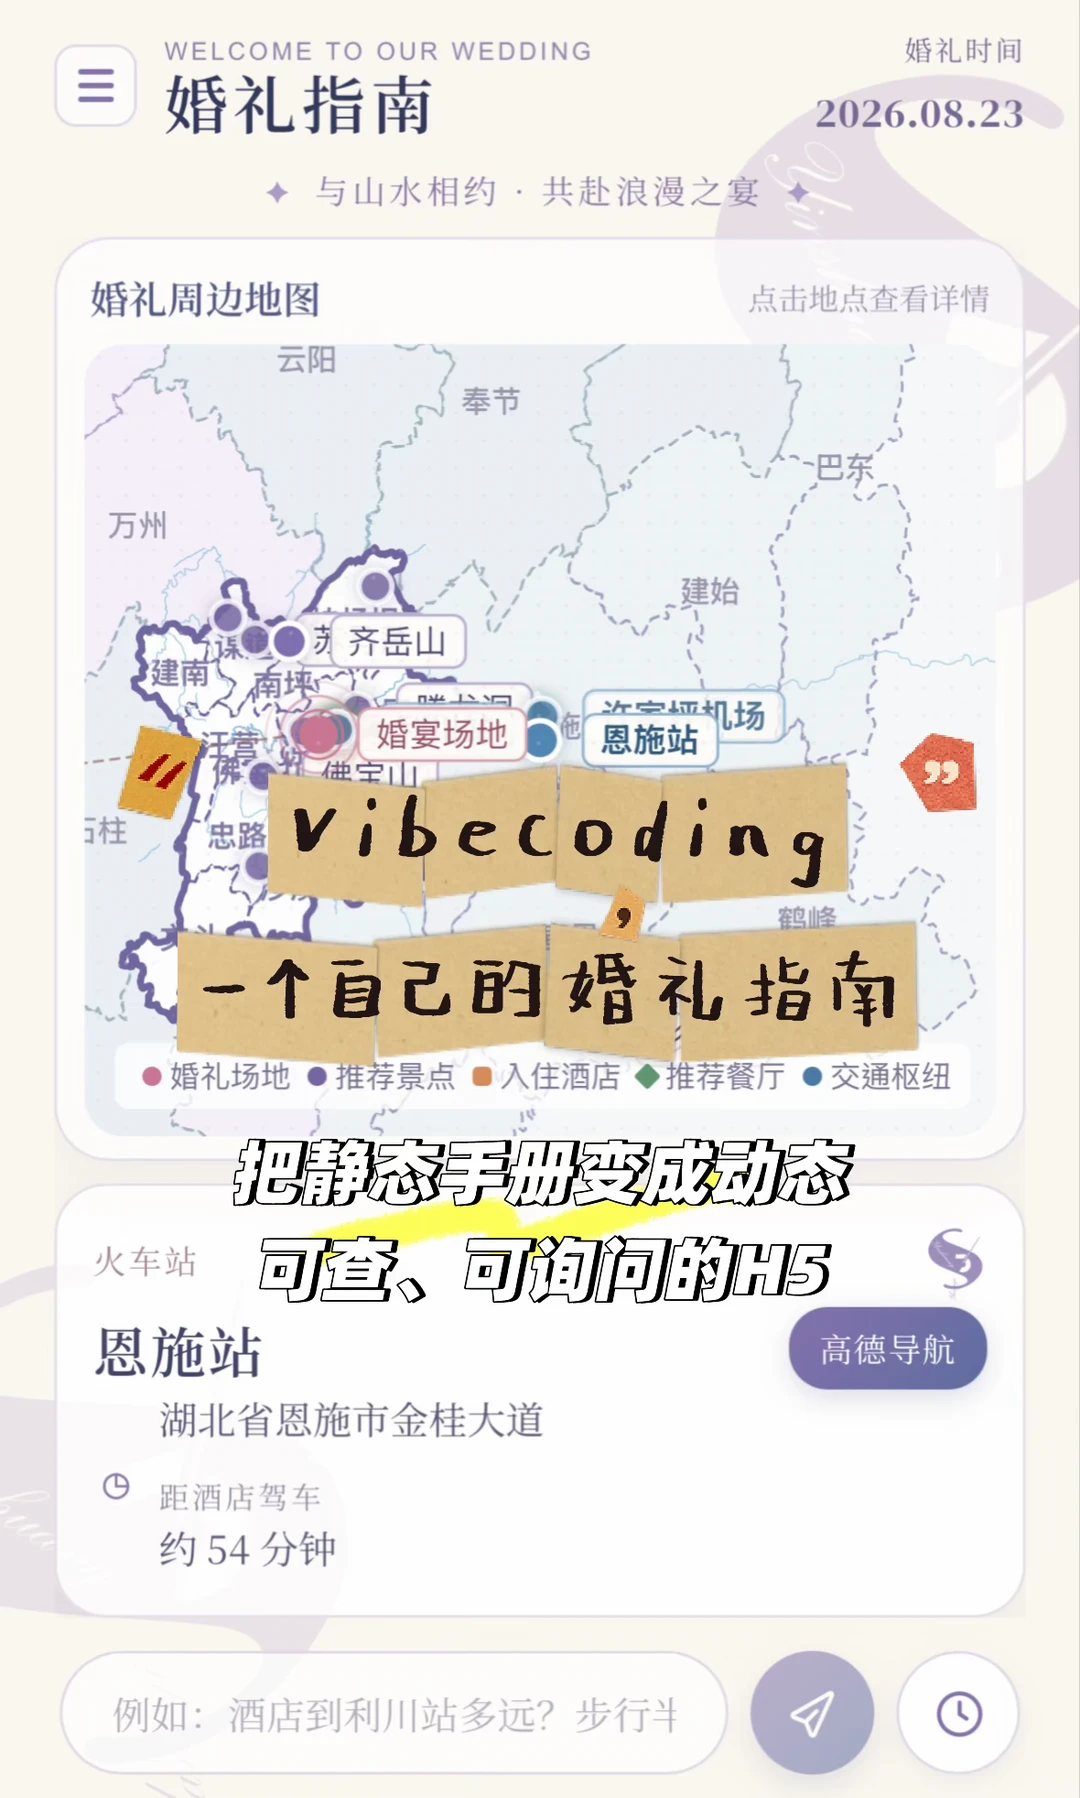 WELCOME TO OUR WEDDING
婚礼指南
婚礼时间
2026.08.23
与山水相约 · 共赴浪漫之宴
婚礼周边地图
点击地点查看详情
云阳
奉节
巴东
万州
建始
苏
齐岳山
建南
南坪
婚宴场地
恩施站
汪营
佛宝山
石柱
忠路
鹤峰
“
vibecoding
”
，
一个自己的婚礼指南
婚礼场地
推荐景点
入住酒店
推荐餐厅
交通枢纽
把静态手册变成动态
可查、可询问的H5
火车站
恩施站
高德导航
湖北省恩施市金桂大道
距酒店驾车
约 54 分钟
例如：酒店到利川站多远？步行